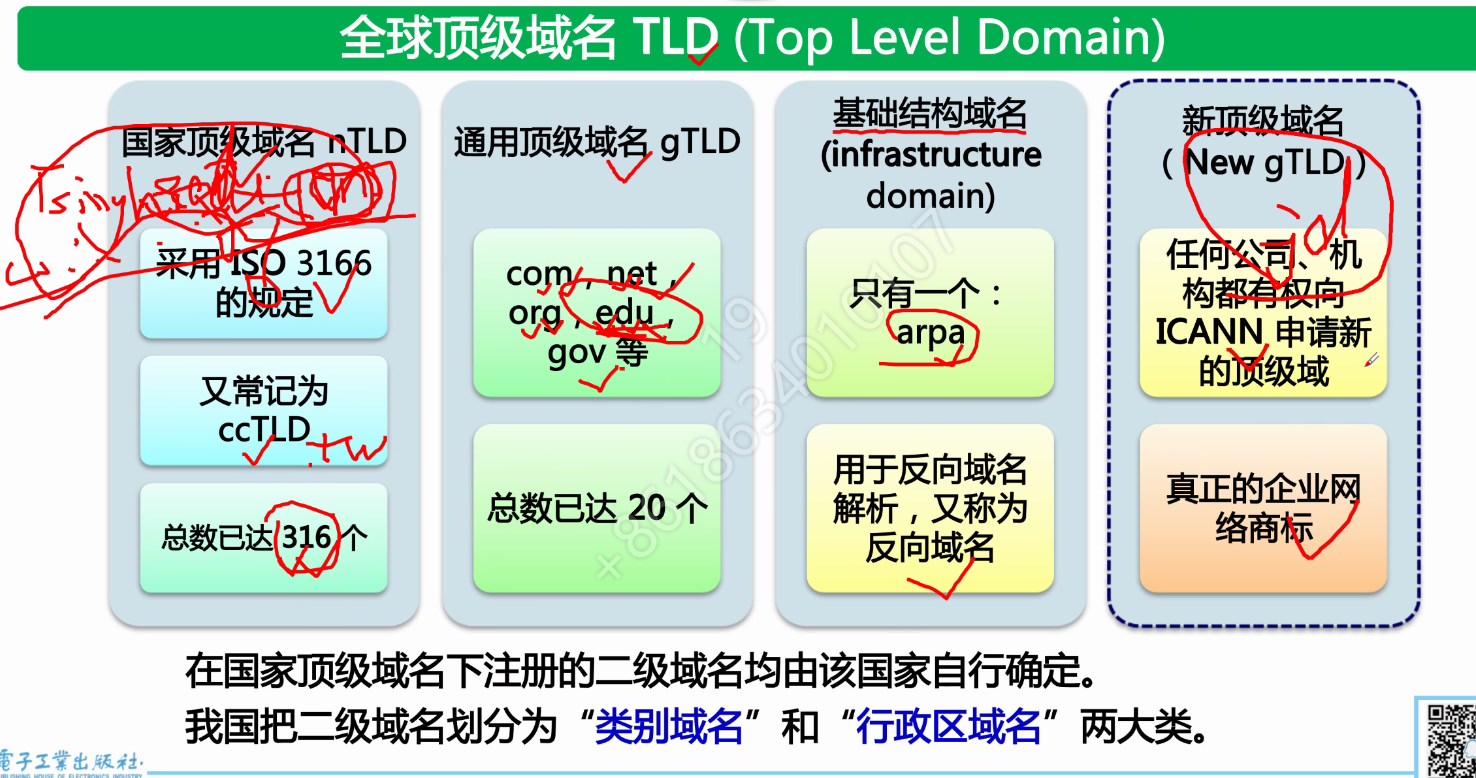 全球顶级域名 TLD (Top Level Domain)
国家顶级域名 nTLD
采用 ISO 3166
的规定
又常记为
ccTLD
.tw
总数已达 316 个
通用顶级域名 gTLD
com，net，
org，edu，
gov 等
总数已达 20 个
基础结构域名
(infrastructure
domain)
只有一个：
arpa
用于反向域名
解析，又称为
反向域名
新顶级域名
（ New gTLD ）
.jd
任何公司、机
构都有权向
ICANN 申请新
的顶级域
真正的企业网
络商标
在国家顶级域名下注册的二级域名均由该国家自行确定。
我国把二级域名划分为“类别域名”和“行政区域名”两大类。
電子工業出版社·
PUBLISHING HOUSE OF ELECTRONICS INDUSTRY